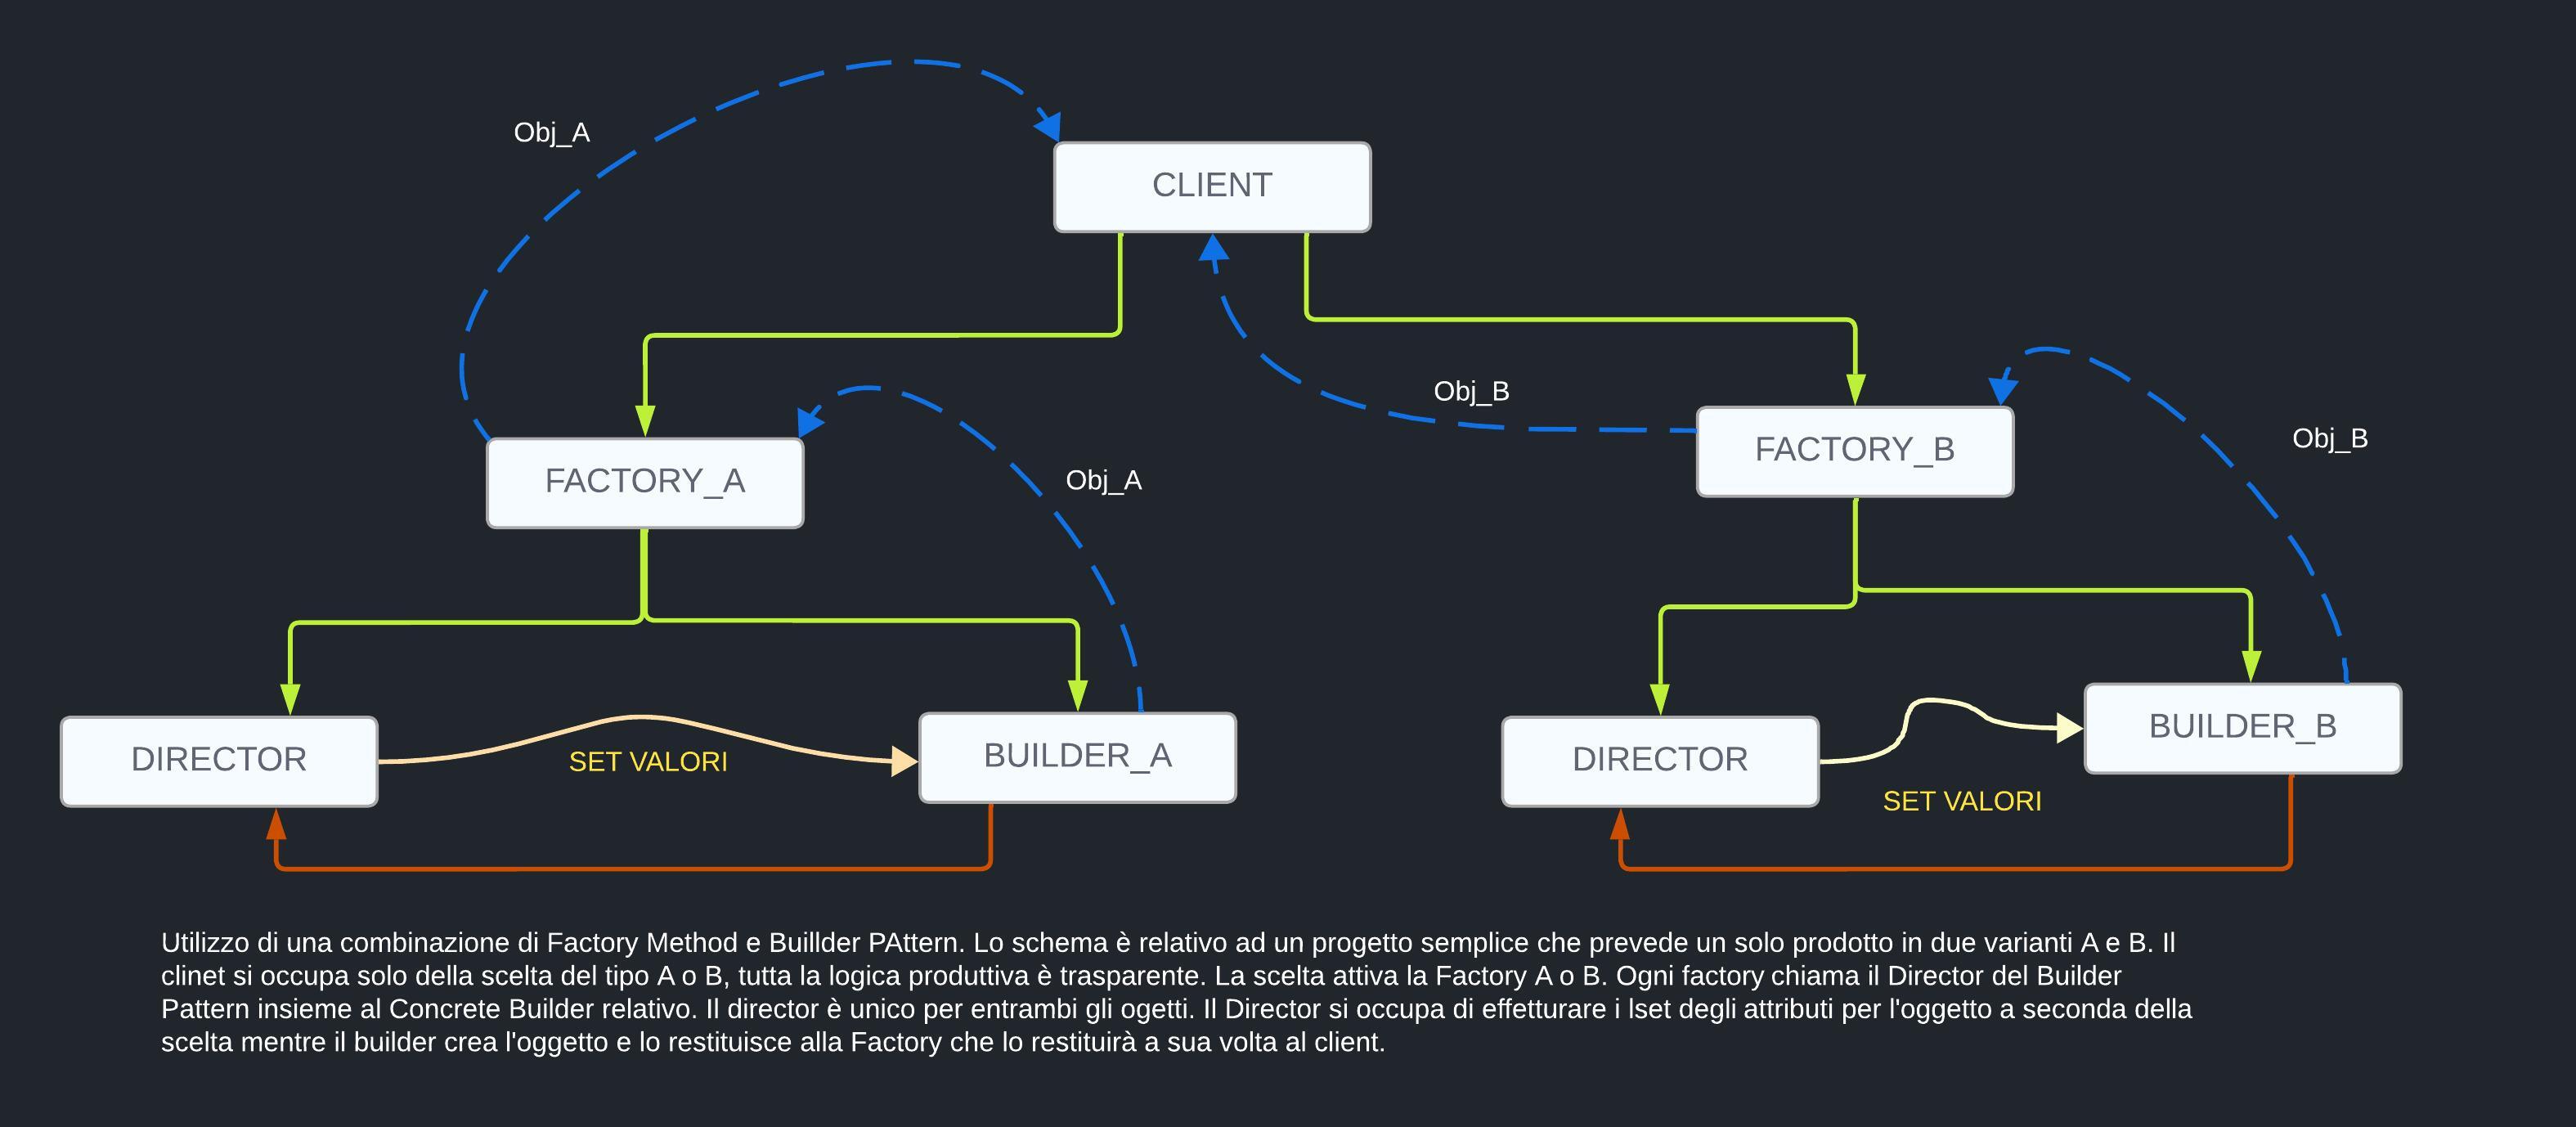 Obj_A
CLIENT
Obj_B
Obj_B
FACTORY_B
FACTORY_A
Obj_A
BUILDER_B
DIRECTOR
SET VALORI
BUILDER_A
DIRECTOR
SET VALORI
Utilizzo di una combinazione di Factory Method e Buillder PAttern. Lo schema è relativo ad un progetto semplice che prevede un solo prodotto in due varianti A e B. Il
clinet si occupa solo della scelta del tipo A o B, tutta la logica produttiva è trasparente. La scelta attiva la Factory A o B. Ogni factory chiama il Director del Builder
Pattern insieme al Concrete Builder relativo. Il director è unico per entrambi gli ogetti. Il Director si occupa di effetturare i lset degli attributi per l'oggetto a seconda della
scelta mentre il builder crea l'oggetto e lo restituisce alla Factory che lo restituirà a sua volta al client.